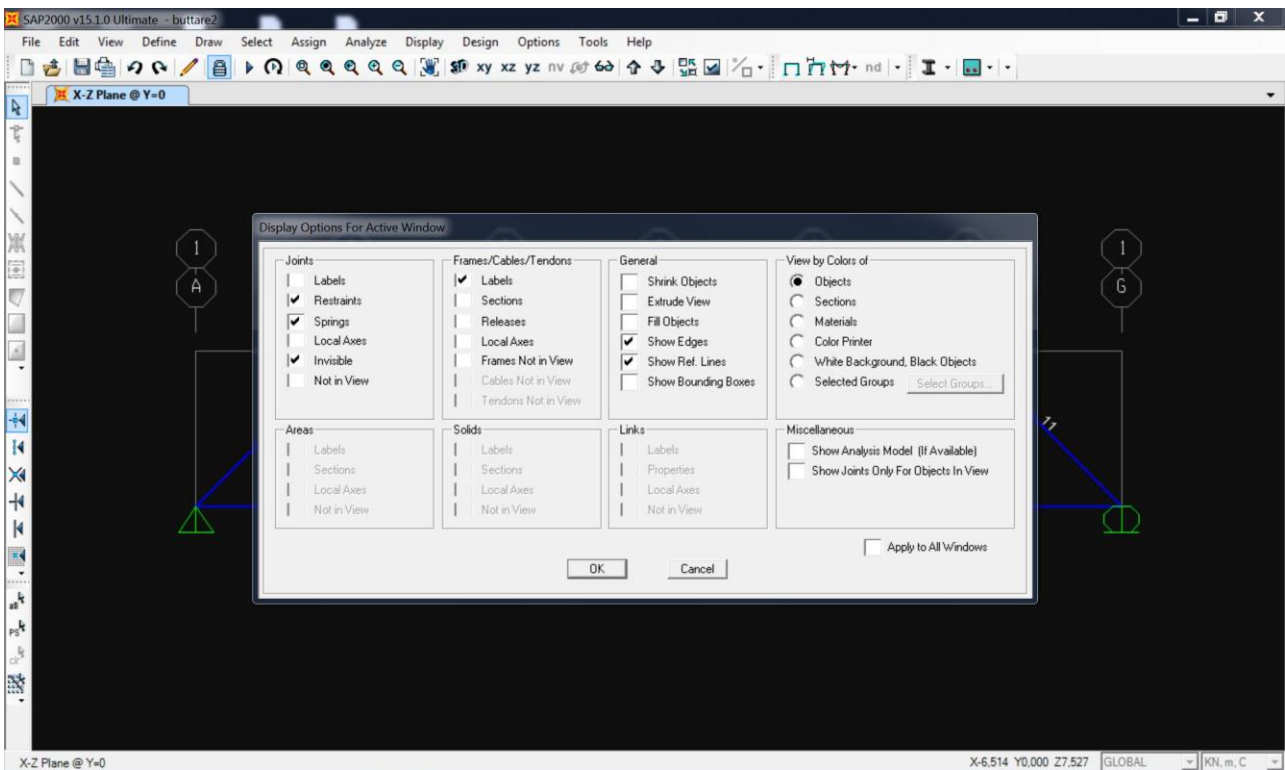 SAP2000 v15.1.0 Ultimate - buttare2
File Edit View Define Draw Select Assign Analyze Display Design Options Tools Help
3D xy xz yz nv nd
X-Z Plane @ Y=0
Display Options For Active Window
1
A
1
G
Joints
Labels
Restraints
Springs
Local Axes
Invisible
Not in View
Frames/Cables/Tendons
Labels
Sections
Releases
Local Axes
Frames Not in View
Cables Not in View
Tendons Not in View
General
Shrink Objects
Extrude View
Fill Objects
Show Edges
Show Ref. Lines
Show Bounding Boxes
View by Colors of
Objects
Sections
Materials
Color Printer
White Background, Black Objects
Selected Groups Select Groups...
11
Areas
Labels
Sections
Local Axes
Not in View
Solids
Labels
Sections
Local Axes
Not in View
Links
Labels
Properties
Local Axes
Not in View
Miscellaneous
Show Analysis Model (If Available)
Show Joints Only For Objects In View
Apply to All Windows
OK Cancel
all
PS
clr
X-Z Plane @ Y=0 X-6,514 Y0,000 Z7,527 GLOBAL KN, m, C